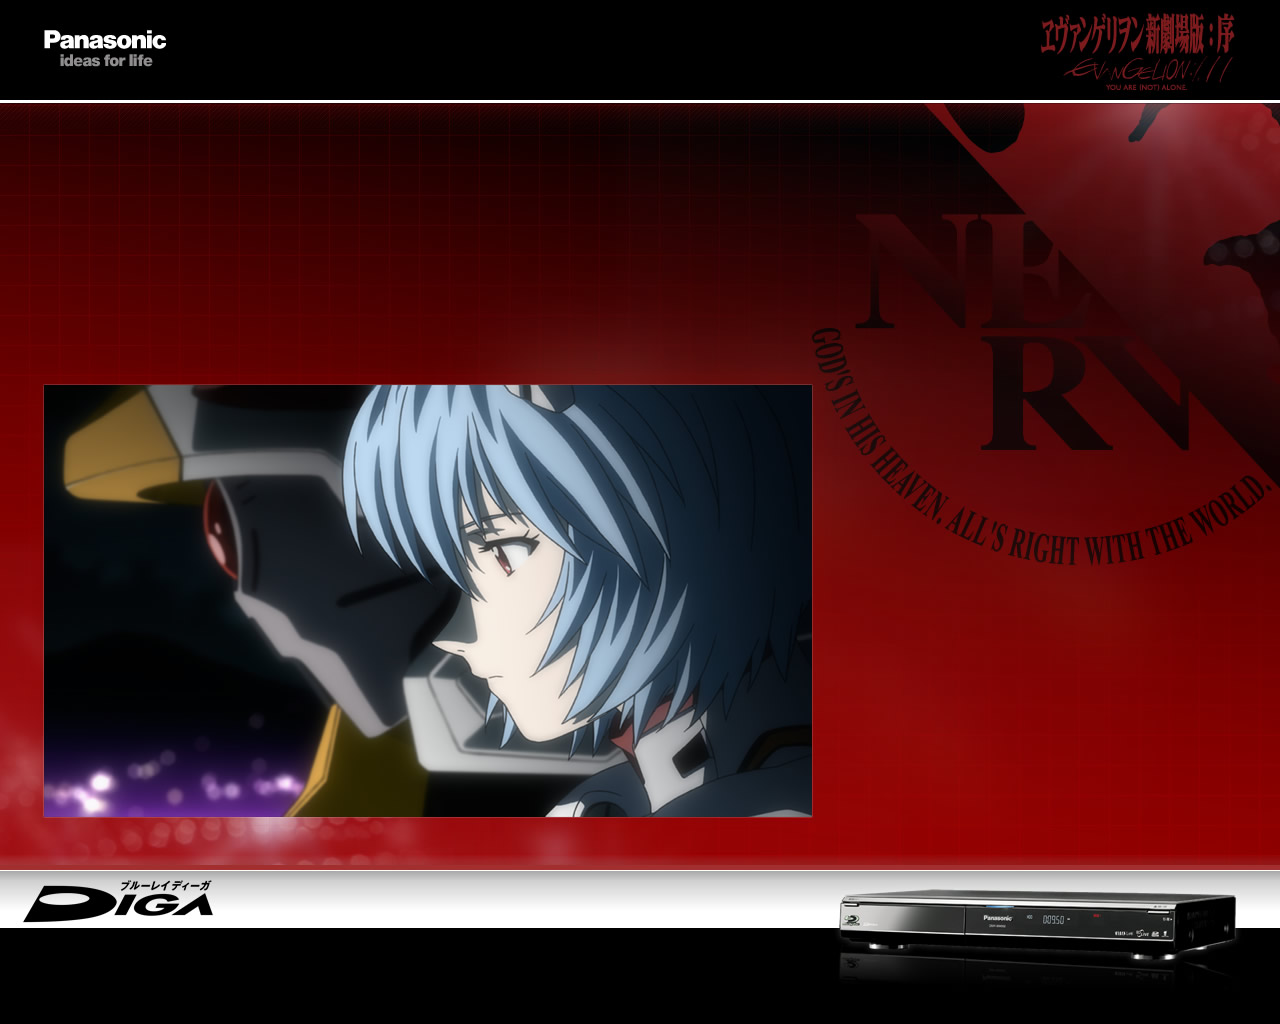 Panasonic
ideas for life
ヱヴァンゲリヲン新劇場版:序
EVANGELION:1.11
YOU ARE (NOT) ALONE.
NERV
GOD'S IN HIS HEAVEN. ALL'S RIGHT WITH THE WORLD.
ブルーレイディーガ
DIGA
Panasonic